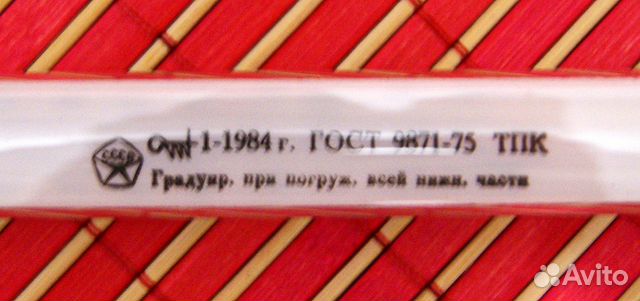 1-1984 г. ГОСТ 9871-75 ТПК
СССР
Градуир. при погруж. всей нижн. части
Avito